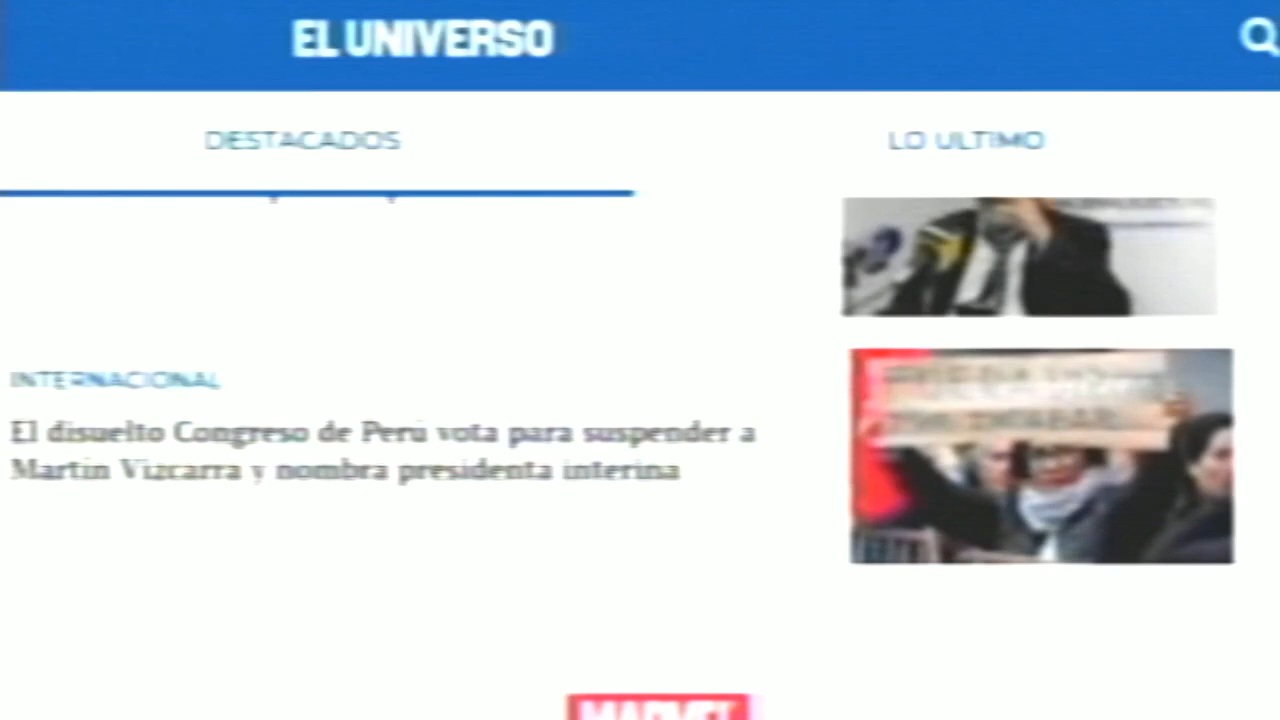 EL UNIVERSO
DESTACADOS
LO ULTIMO
INTERNACIONAL
El disuelto Congreso de Perú vota para suspender a
Martín Vizcarra y nombra presidenta interina
MARVEL